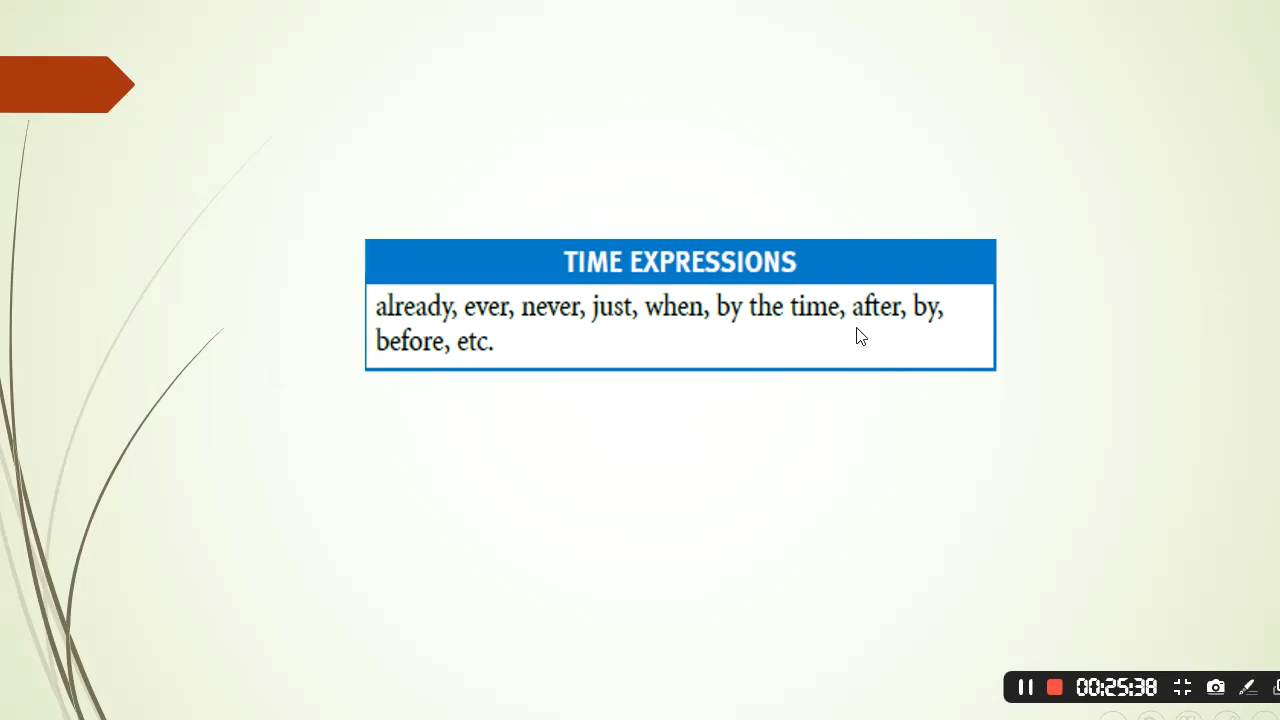 TIME EXPRESSIONS
already, ever, never, just, when, by the time, after, by,
before, etc.
00:25:38